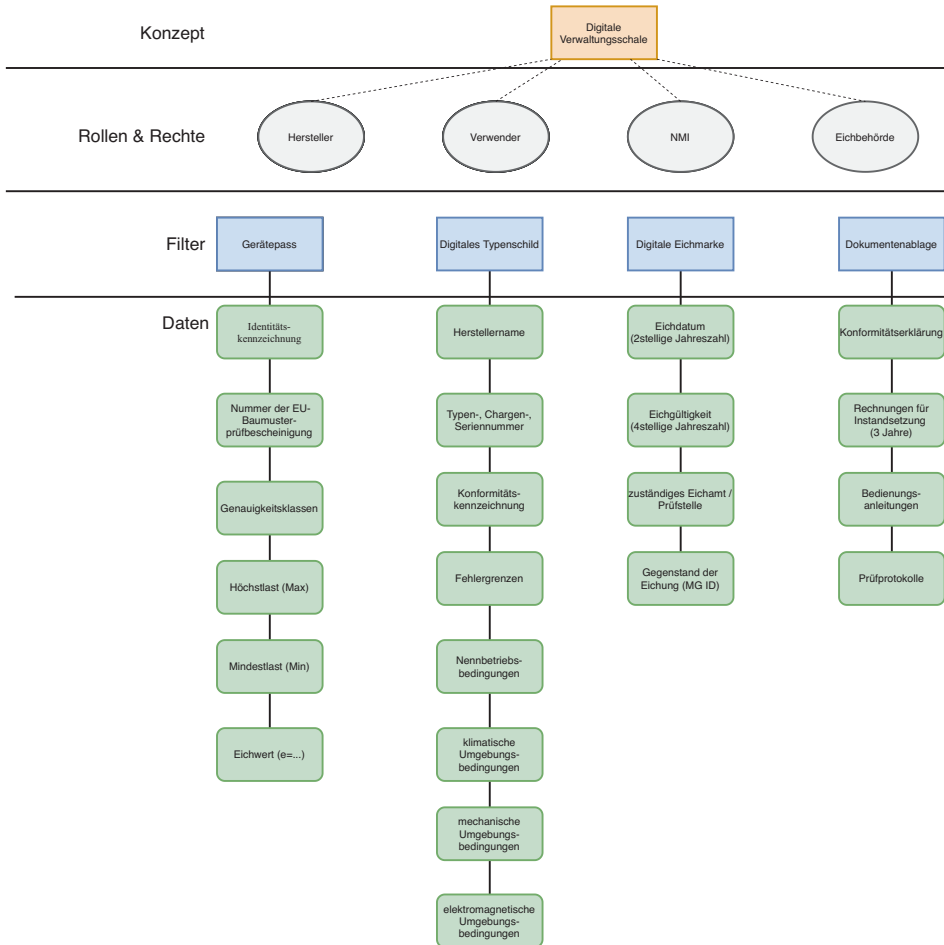 Konzept
Digitale
Verwaltungsschale
Rollen & Rechte
Hersteller
Verwender
NMI
Eichbehörde
Filter
Gerätepass
Digitales Typenschild
Digitale Eichmarke
Dokumentenablage
Daten
Identitäts-
kennzeichnung
Nummer der EU-
Baumuster-
prüfbescheinigung
Genauigkeitsklassen
Höchstlast (Max)
Mindestlast (Min)
Eichwert (e=...)
Herstellername
Typen-, Chargen-,
Seriennummer
Konformitäts-
kennzeichnung
Fehlergrenzen
Nennbetriebs-
bedingungen
klimatische
Umgebungs-
bedingungen
mechanische
Umgebungs-
bedingungen
elektromagnetische
Umgebungs-
bedingungen
Eichdatum
(2stellige Jahreszahl)
Eichgültigkeit
(4stellige Jahreszahl)
zuständiges Eichamt /
Prüfstelle
Gegenstand der
Eichung (MG ID)
Konformitätserklärung
Rechnungen für
Instandsetzung
(3 Jahre)
Bedienungs-
anleitungen
Prüfprotokolle